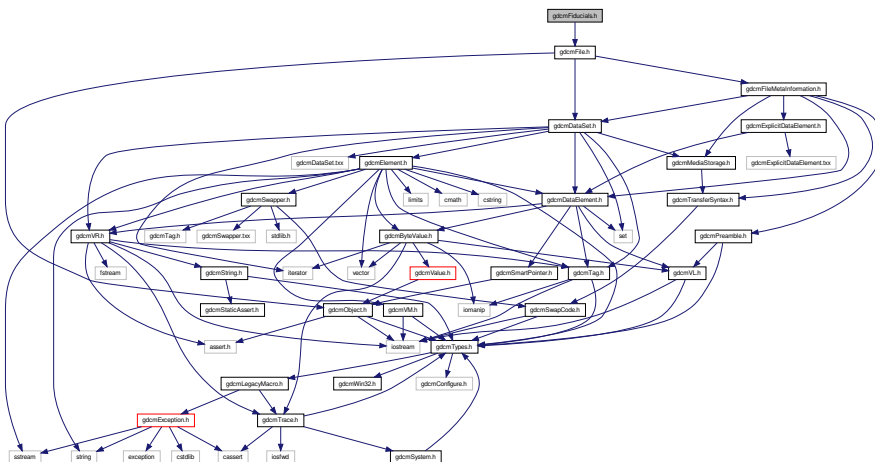 gdcmFiducials.h
gdcmFile.h
gdcmFileMetaInformation.h
gdcmDataSet.h
gdcmExplicitDataElement.h
gdcmDataSet.txx
gdcmElement.h
gdcmMediaStorage.h
gdcmExplicitDataElement.txx
gdcmSwapper.h
limits
cmath
cstring
gdcmDataElement.h
gdcmTransferSyntax.h
gdcmVR.h
gdcmTag.h
gdcmSwapper.txx
stdlib.h
gdcmByteValue.h
set
gdcmPreamble.h
fstream
gdcmString.h
iterator
vector
gdcmValue.h
gdcmSmartPointer.h
gdcmTag.h
gdcmVL.h
gdcmStaticAssert.h
gdcmObject.h
gdcmVM.h
iomanip
gdcmSwapCode.h
assert.h
iostream
gdcmTypes.h
gdcmLegacyMacro.h
gdcmWin32.h
gdcmConfigure.h
gdcmException.h
gdcmTrace.h
sstream
string
exception
cstdlib
cassert
iosfwd
gdcmSystem.h